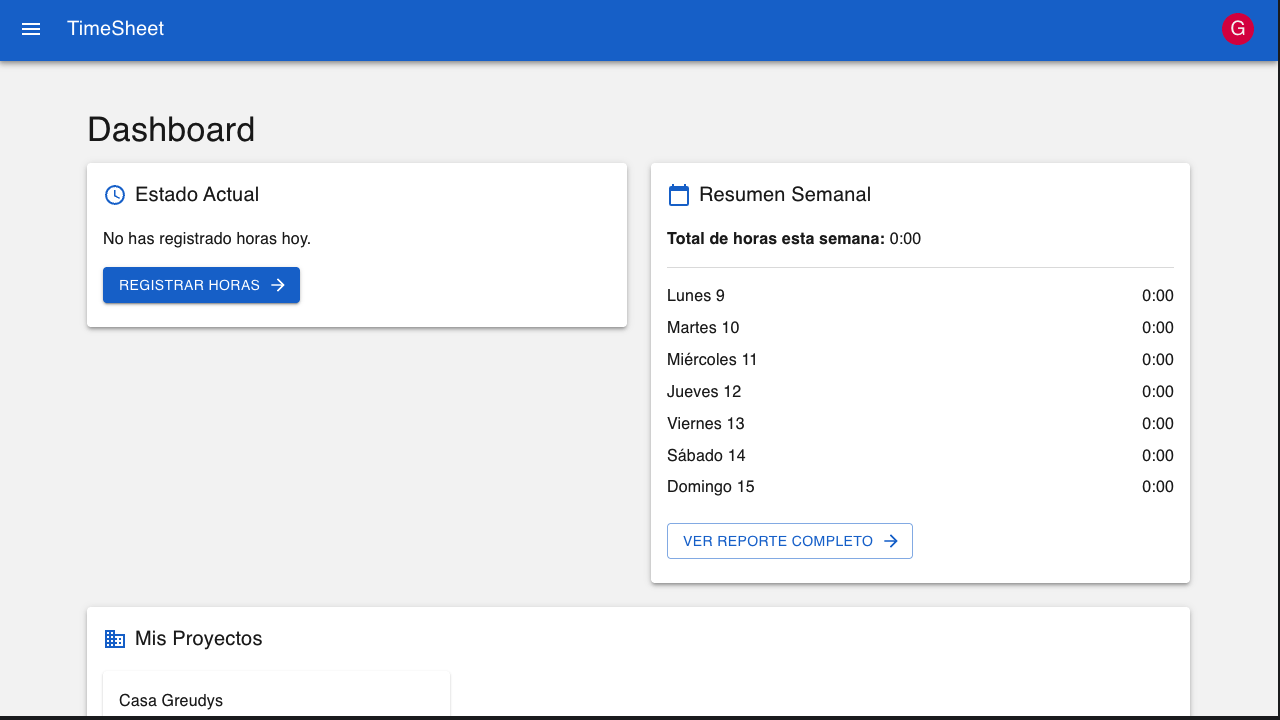 TimeSheet
G
Dashboard
Estado Actual
No has registrado horas hoy.
REGISTRAR HORAS
Resumen Semanal
Total de horas esta semana: 0:00
Lunes 9 0:00
Martes 10 0:00
Miércoles 11 0:00
Jueves 12 0:00
Viernes 13 0:00
Sábado 14 0:00
Domingo 15 0:00
VER REPORTE COMPLETO
Mis Proyectos
Casa Greudys